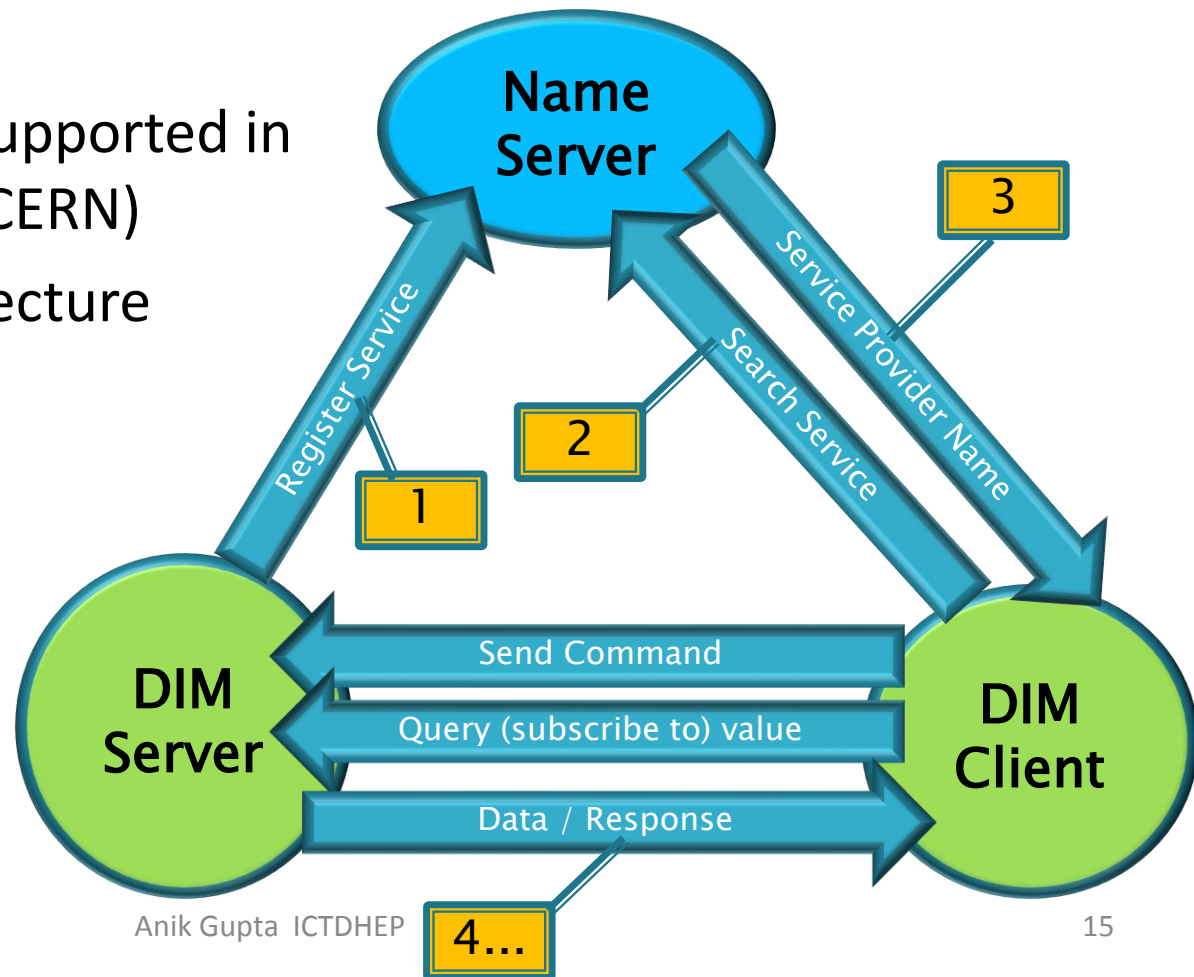 Name
Server
upported in
CERN)
ecture
3
Service Provider Name
Search Service
Register Service
2
1
Send Command
DIM
Server
Query (subscribe to) value
DIM
Client
Data / Response
Anik Gupta ICTDHEP
4...
15